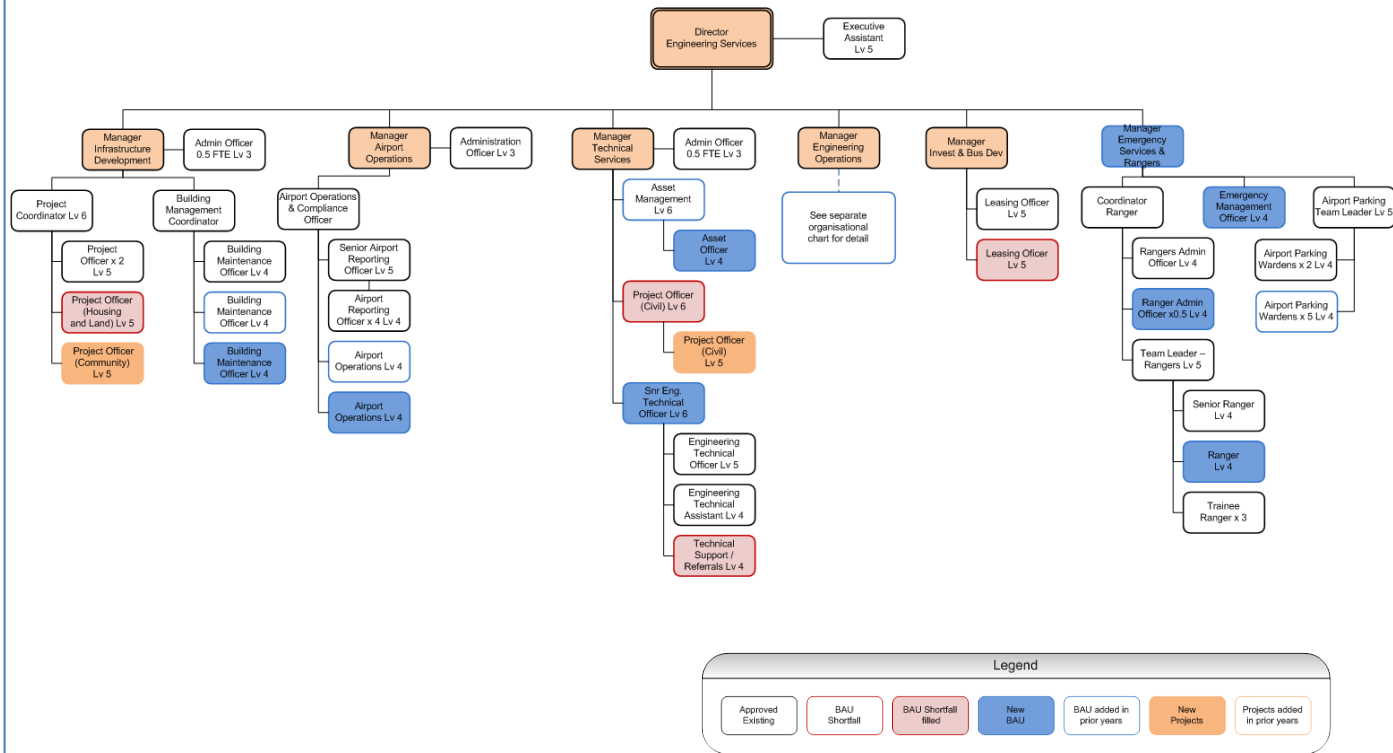 Director
Engineering Services
Executive
Assistant
Lv 5
Manager
Infrastructure
Development
Admin Officer
0.5 FTE Lv 3
Manager
Airport
Operations
Administration
Officer Lv 3
Manager
Technical
Services
Admin Officer
0.5 FTE Lv 3
Manager
Engineering
Operations
Manager
Invest & Bus Dev
Manager
Emergency
Services &
Rangers
Project
Coordinator Lv 6
Building
Management
Coordinator
Project
Officer x 2
Lv 5
Project Officer
(Housing
and Land) Lv 5
Project Officer
(Community)
Lv 5
Building
Maintenance
Officer Lv 4
Building
Maintenance
Officer Lv 4
Building
Maintenance
Officer Lv 4
Airport Operations
& Compliance
Officer
Senior Airport
Reporting
Officer Lv 5
Airport
Reporting
Officer x 4 Lv 4
Airport
Operations Lv 4
Airport
Operations Lv 4
Asset
Management
Lv 6
Asset
Officer
Lv 4
Project Officer
(Civil) Lv 6
Project Officer
(Civil)
Lv 5
Snr Eng.
Technical
Officer Lv 6
Engineering
Technical
Officer Lv 5
Engineering
Technical
Assistant Lv 4
Technical
Support /
Referrals Lv 4
See separate
organisational
chart for detail
Leasing Officer
Lv 5
Leasing Oficer
Lv 5
Coordinator
Ranger
Emergency
Management
Officer Lv 4
Airport Parking
Team Leader Lv 5
Rangers Admin
Officer Lv 4
Ranger Admin
Officer x0.5 Lv 4
Team Leader –
Rangers Lv 5
Senior Ranger
Lv 4
Ranger
Lv 4
Trainee
Ranger x 3
Airport Parking
Wardens x 2 Lv 4
Airport Parking
Wardens x 5 Lv 4
Legend
Approved
Existing
BAU
Shortfall
BAU Shortfall
filled
New
BAU
BAU added in
prior years
New
Projects
Projects added
in prior years